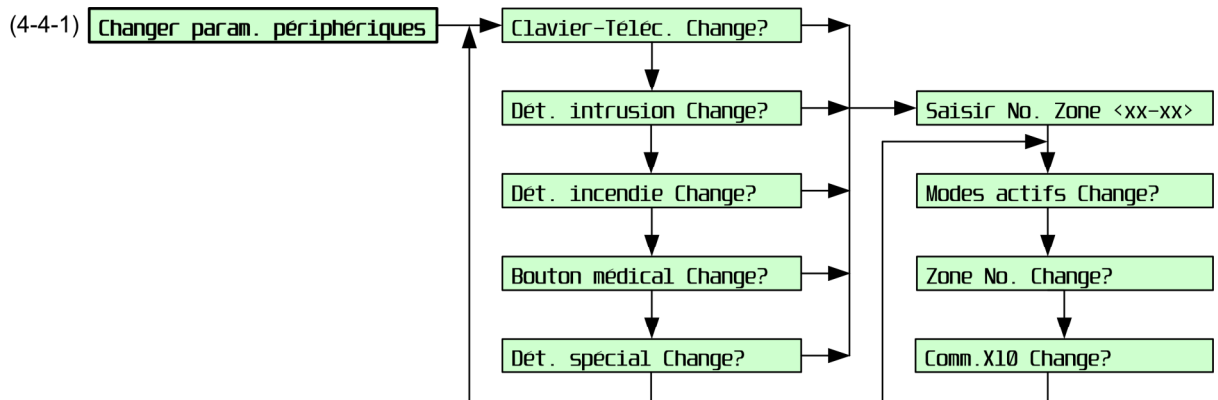 (4-4-1) Changer param. périphériques
Clavier-Téléc. Change?
Dét. intrusion Change?
Saisir No. Zone <xx-xx>
Dét. incendie Change?
Modes actifs Change?
Bouton médical Change?
Zone No. Change?
Dét. spécial Change?
Comm.X10 Change?